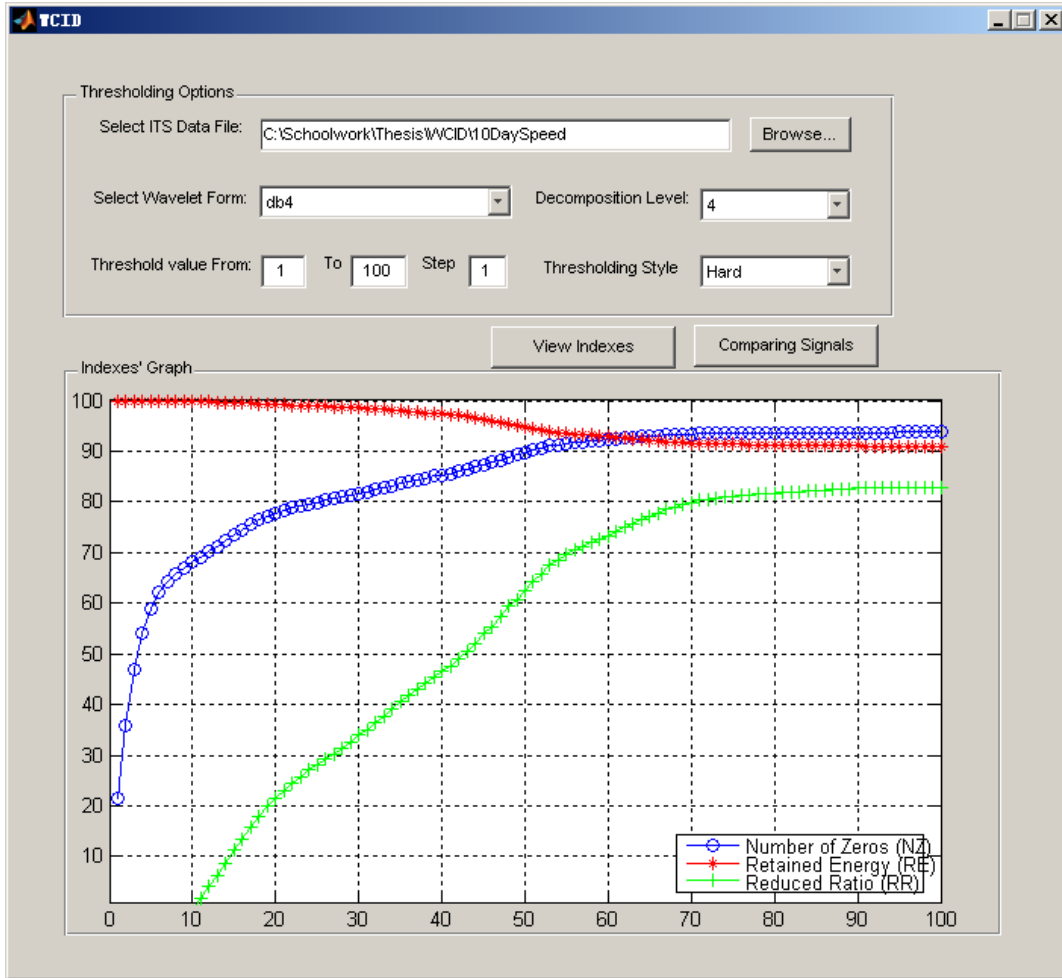 WCID
Thresholding Options
Select ITS Data File: C:\Schoolwork\Thesis\WCID\10DaySpeed Browse...
Select Wavelet Form: db4 Decomposition Level: 4
Threshold value From: 1 To 100 Step 1 Thresholding Style Hard
View Indexes Comparing Signals
Indexes' Graph
100
90
80
70
60
50
40
30
20
10
Number of Zeros (NZ)
Retained Energy (RE)
Reduced Ratio (RR)
0 10 20 30 40 50 60 70 80 90 100